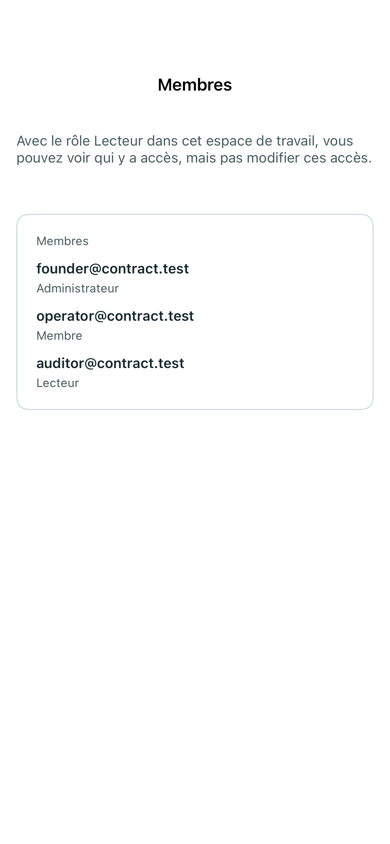 Membres
Avec le rôle Lecteur dans cet espace de travail, vous
pouvez voir qui y a accès, mais pas modifier ces accès.
Membres
founder@contract.test
Administrateur
operator@contract.test
Membre
auditor@contract.test
Lecteur